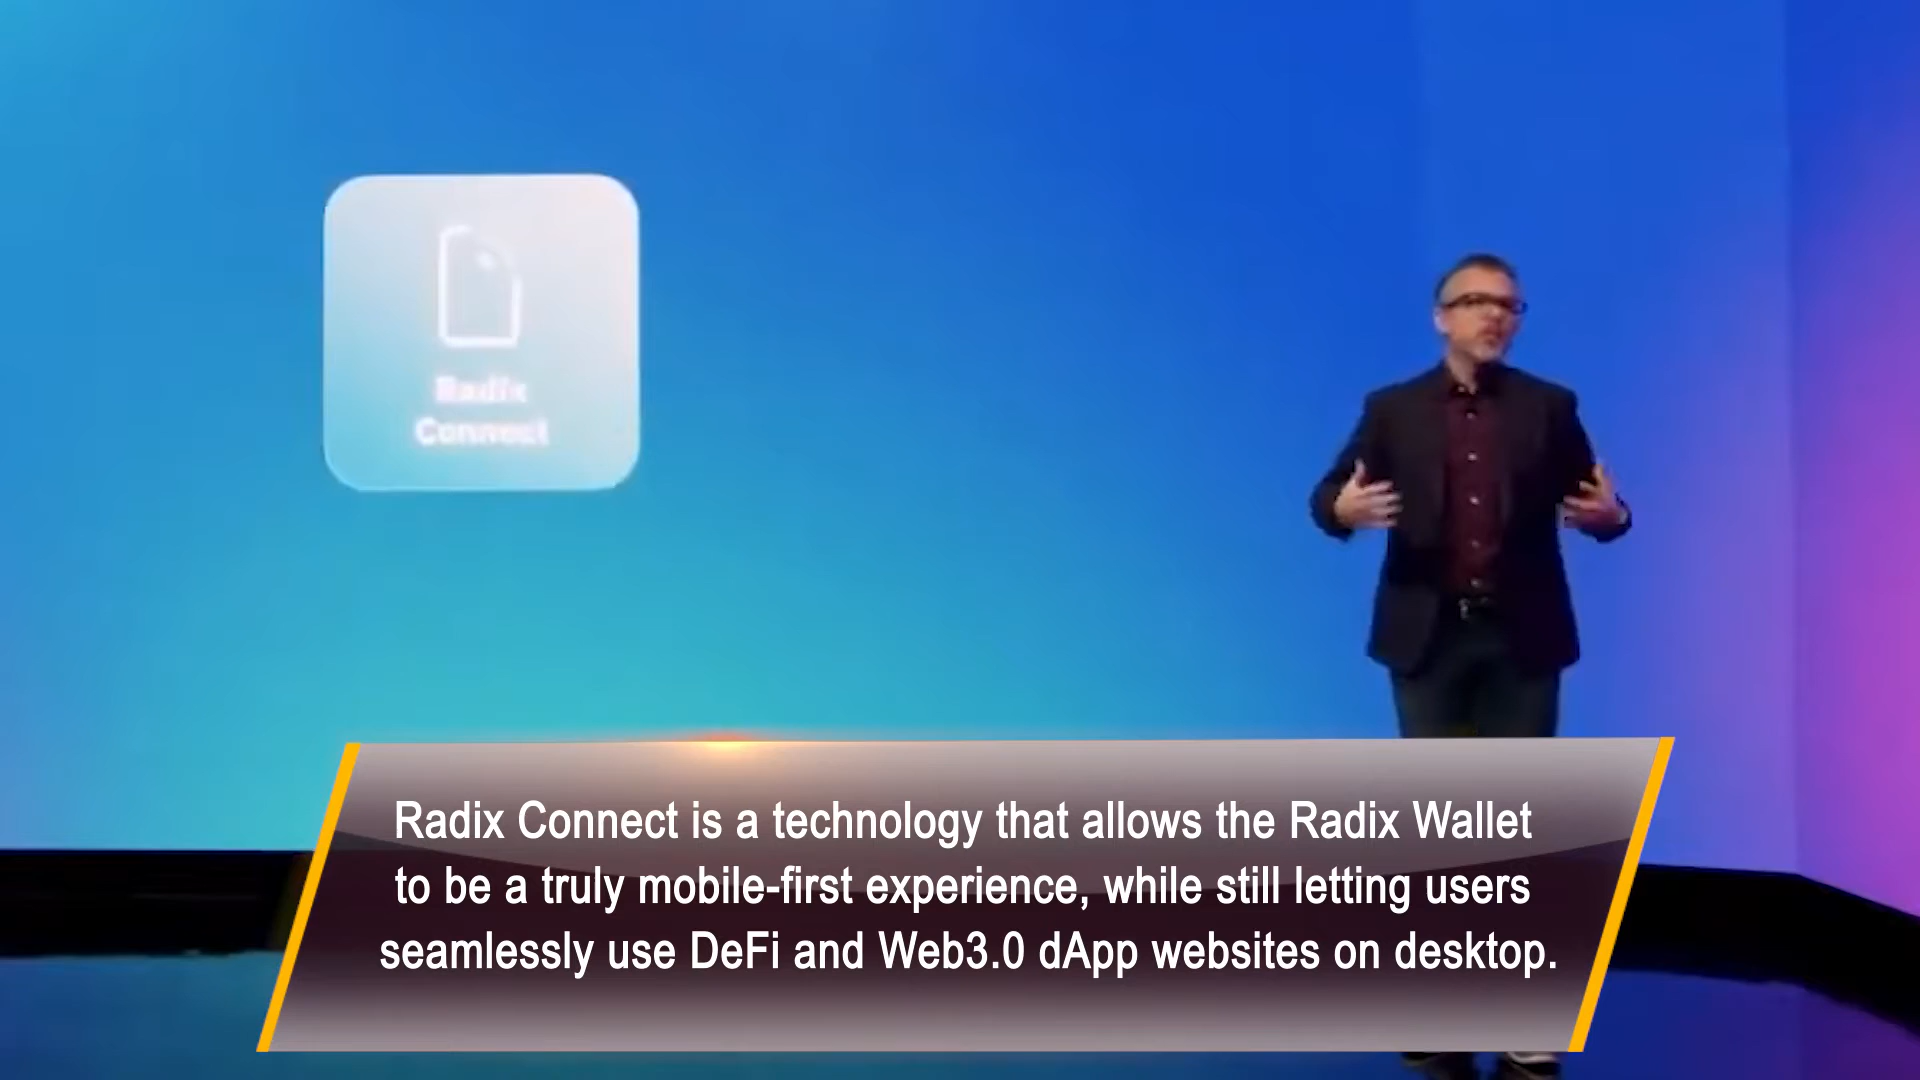 Radix
Connect
Radix Connect is a technology that allows the Radix Wallet
to be a truly mobile-first experience, while still letting users
seamlessly use DeFi and Web3.0 dApp websites on desktop.